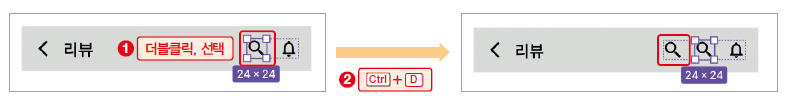 리뷰
1 더블클릭, 선택
24 × 24
2 Ctrl + D
리뷰
24 × 24